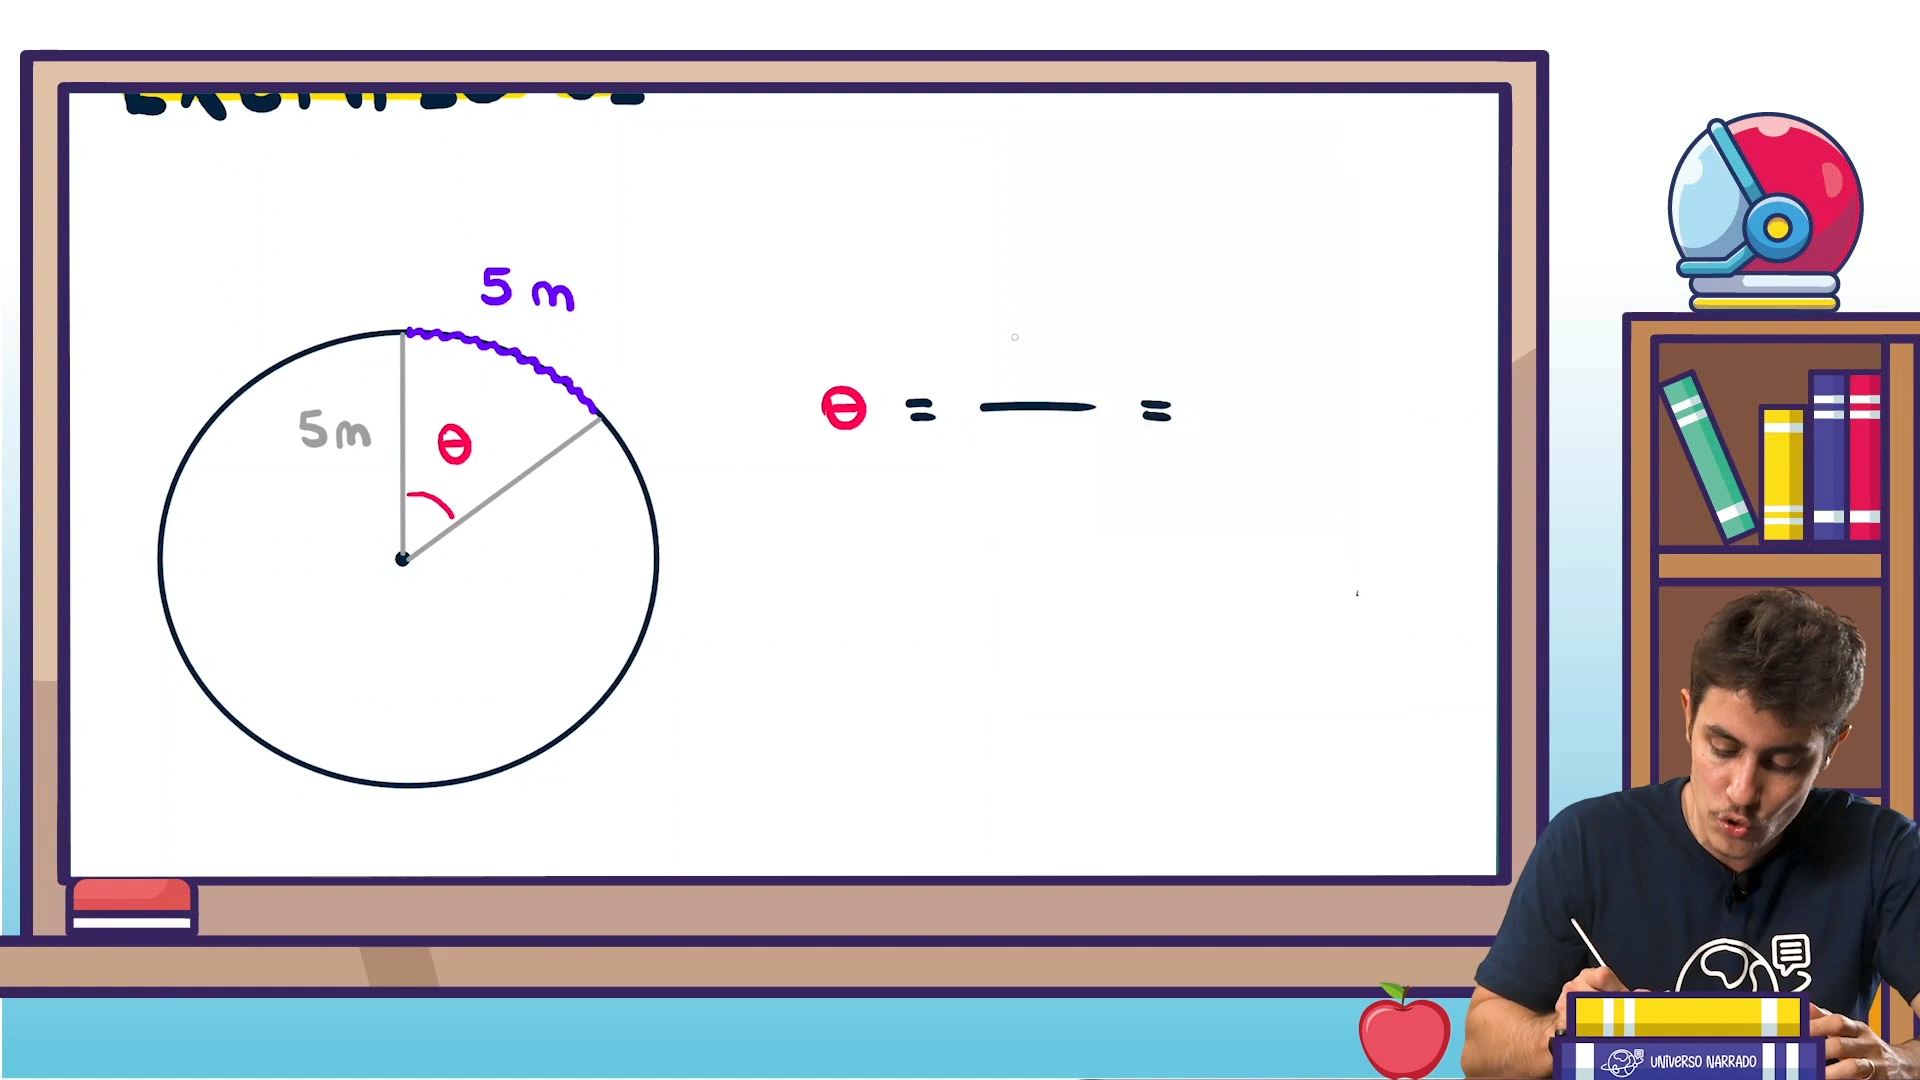 5 m
5m
θ
θ = — =
UNIVERSO NARRADO